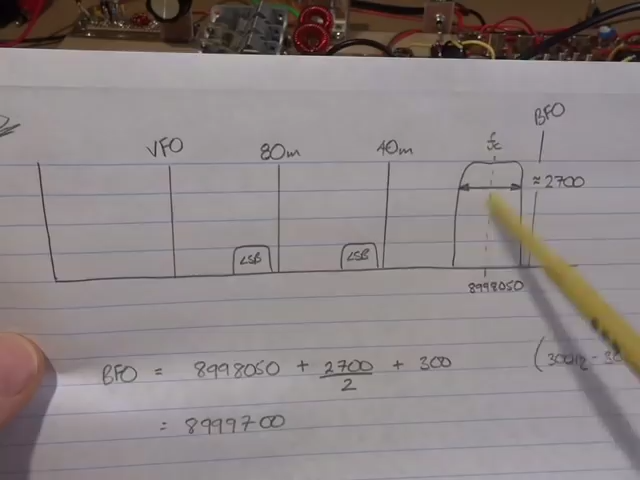 VFO 80m 40m fc BFO
≈ 2700
LSB LSB
8998050
BFO = 8998050 + 2700/2 + 300
= 8999700